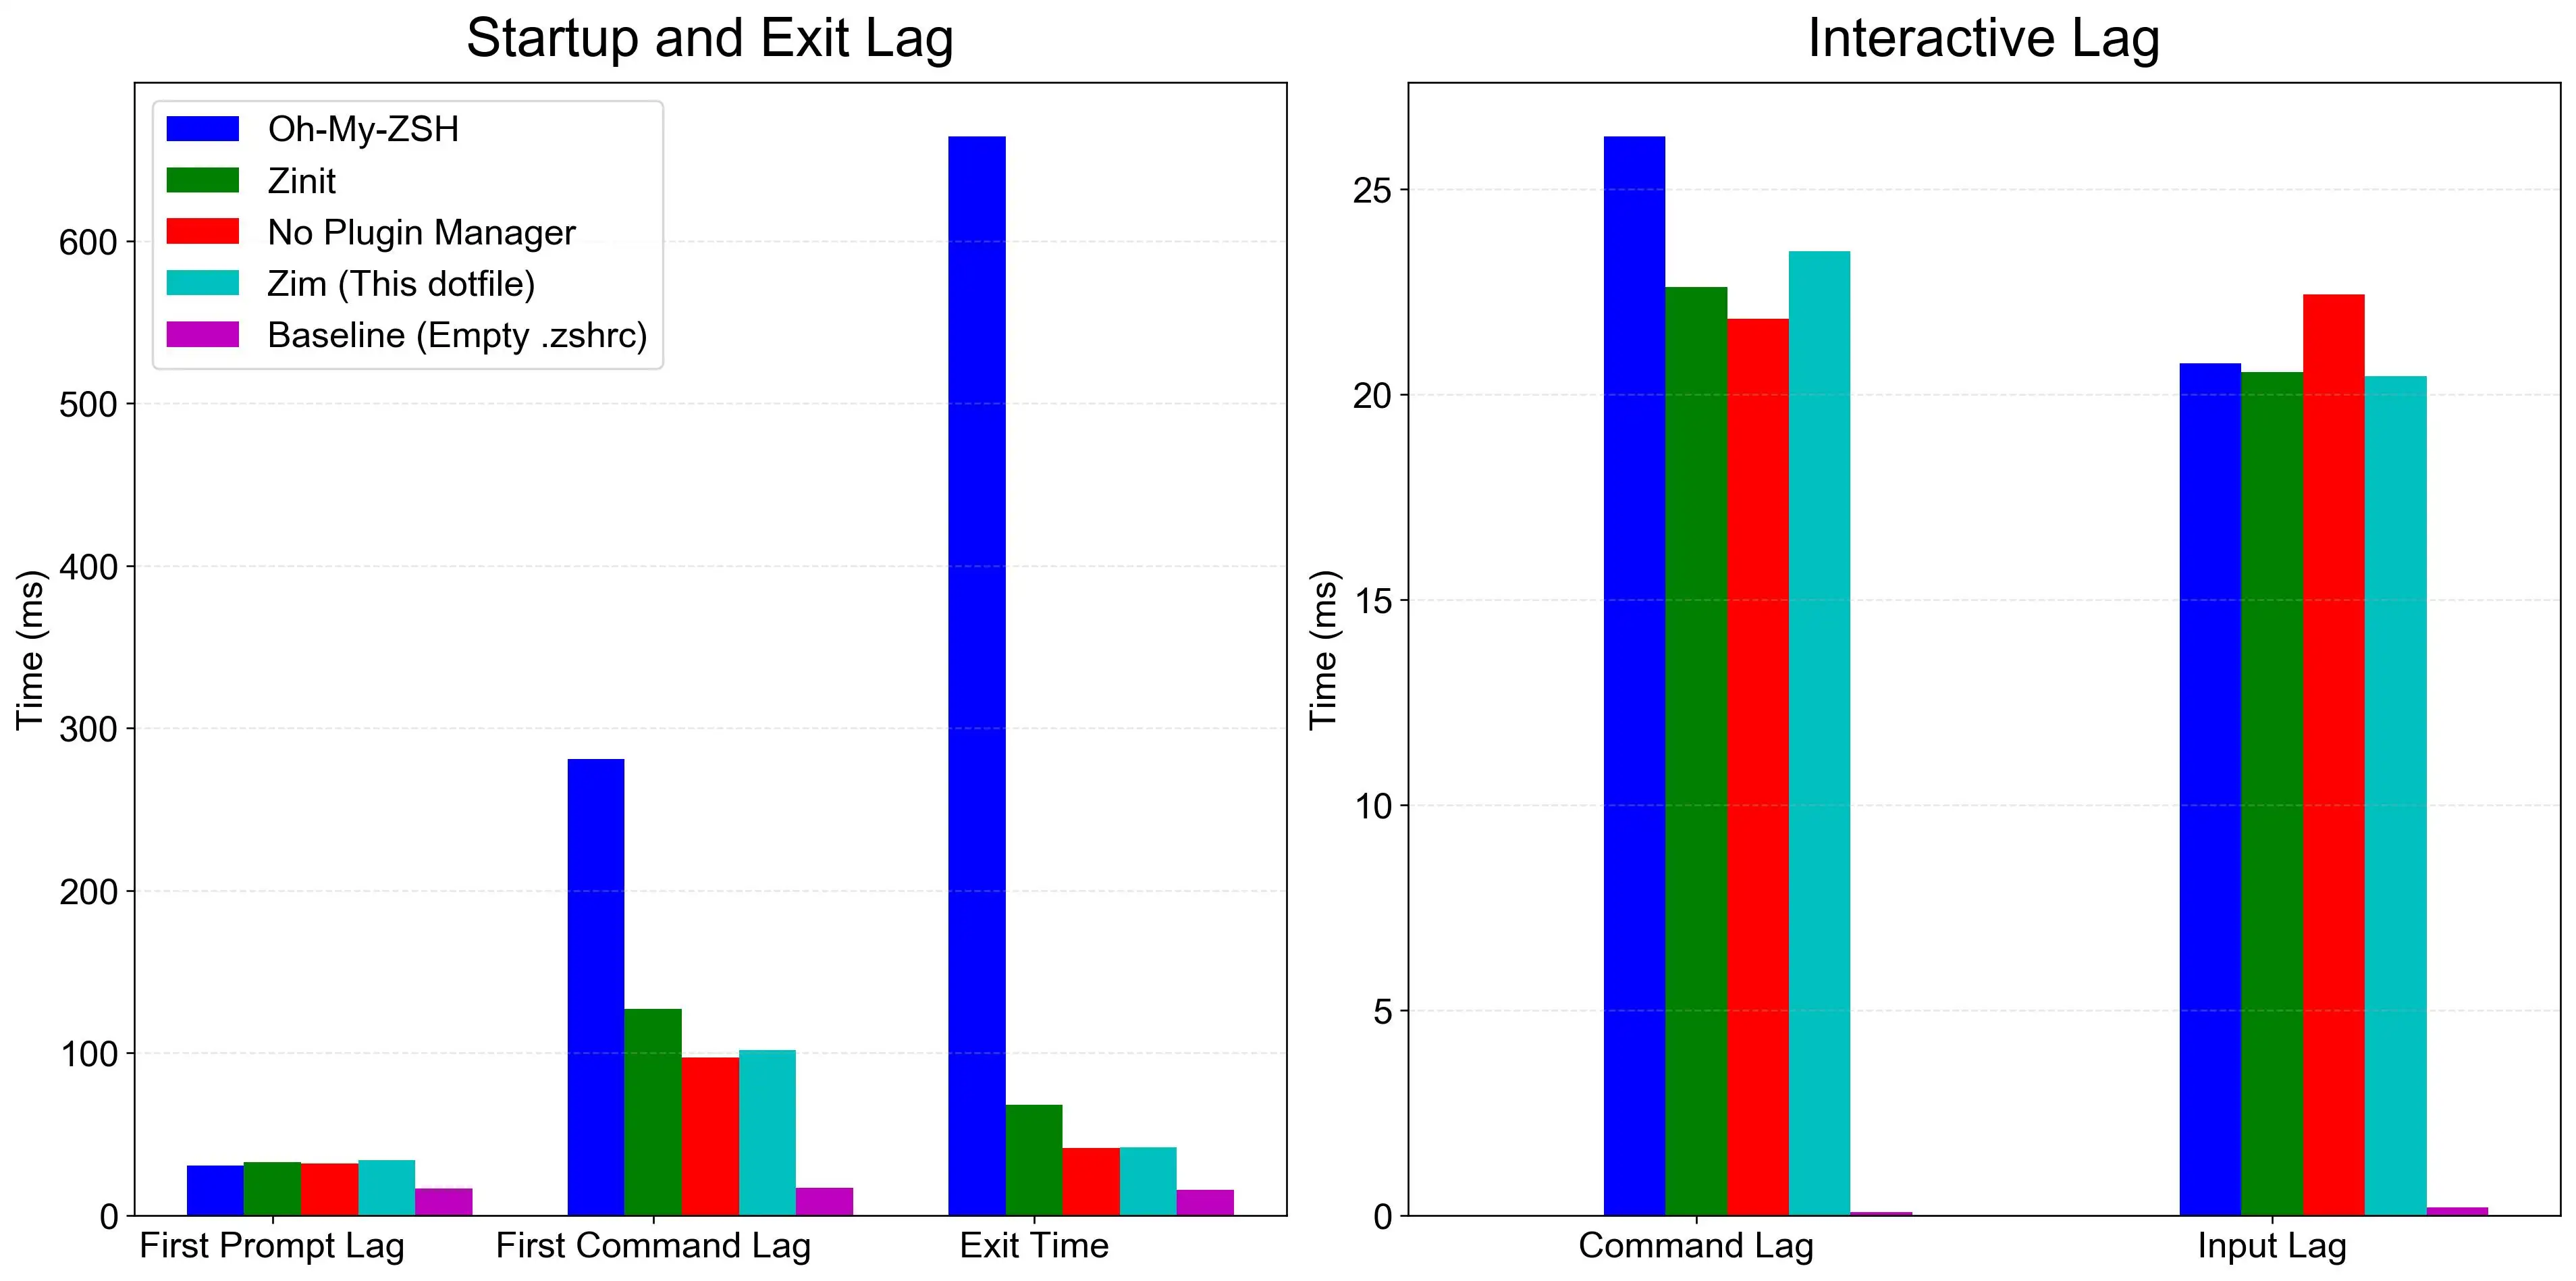 Startup and Exit Lag
Oh-My-ZSH
Zinit
No Plugin Manager
Zim (This dotfile)
Baseline (Empty .zshrc)
Time (ms)
600
500
400
300
200
100
0
First Prompt Lag
First Command Lag
Exit Time
Interactive Lag
Time (ms)
25
20
15
10
5
0
Command Lag
Input Lag